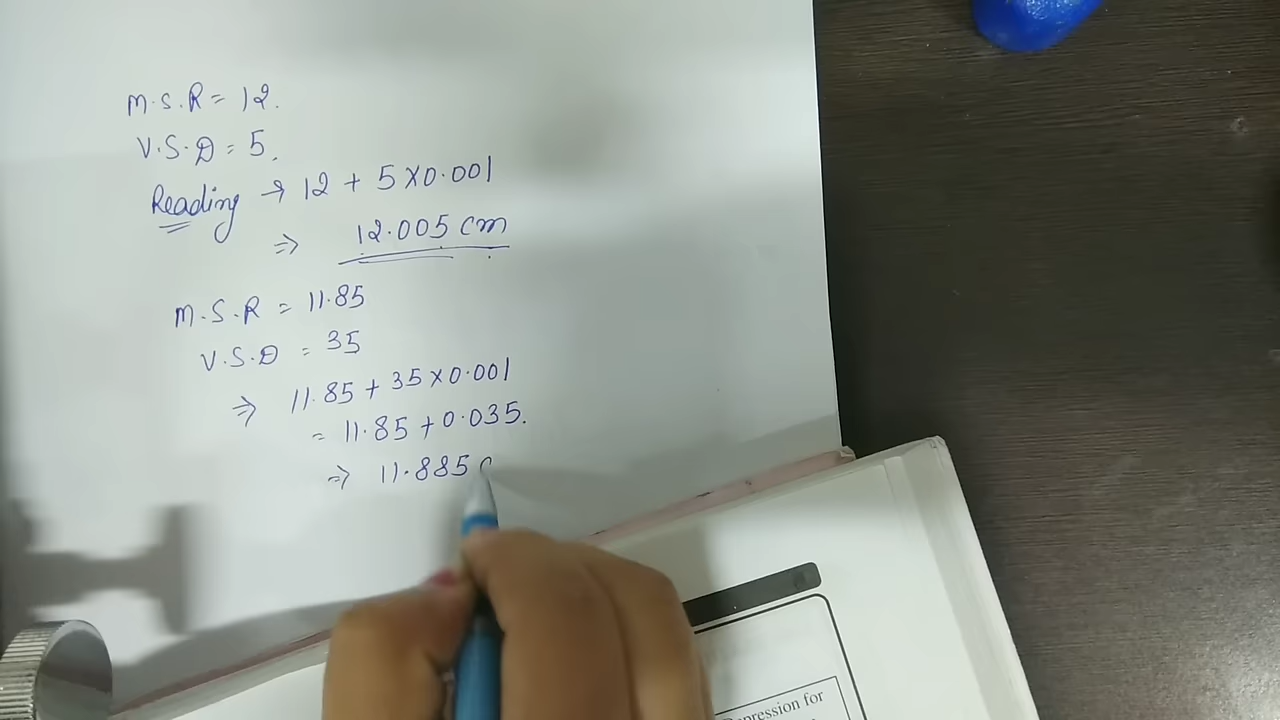 M.S.R = 12.
V.S.D = 5.
Reading → 12 + 5×0.001
⇒ 12.005 cm
M.S.R = 11.85
V.S.D = 35
⇒ 11.85 + 35×0.001
= 11.85 + 0.035.
⇒ 11.885
for